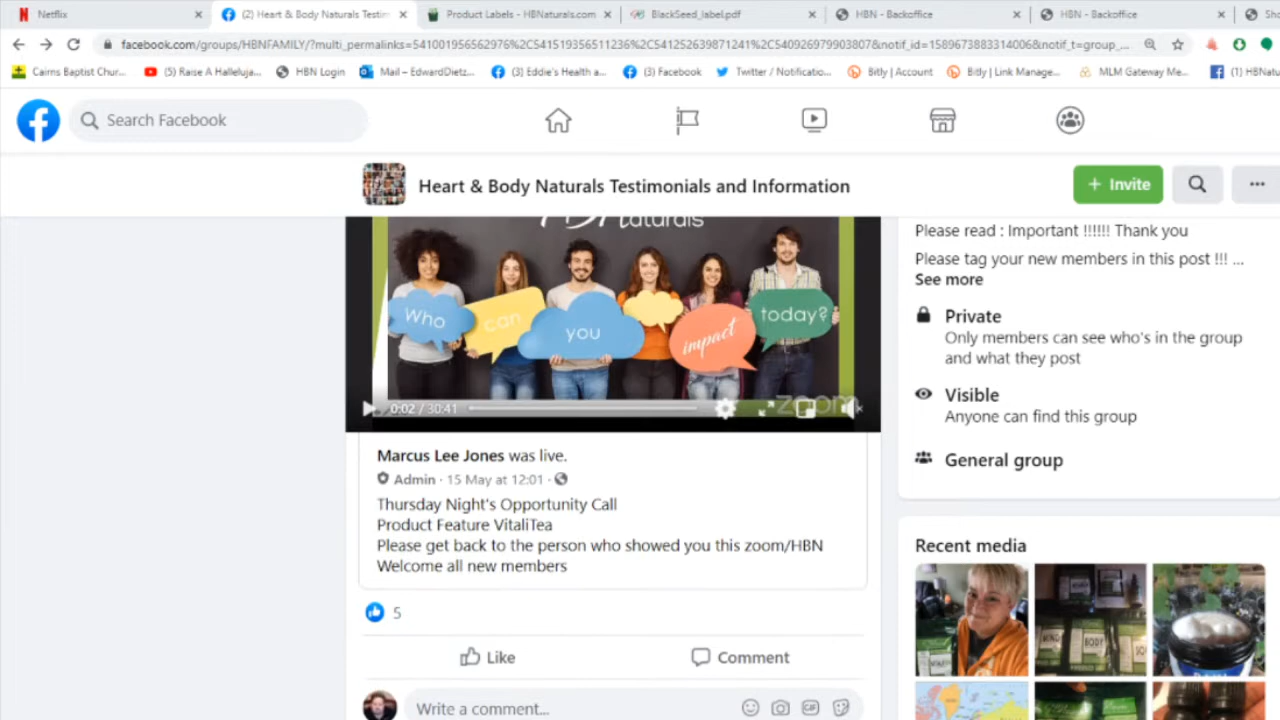 Netflix
(2) Heart & Body Naturals Testim
Product Labels - HBNaturals.com
BlackSeed_label.pdf
HBN - Backoffice
HBN - Backoffice
Sho
facebook.com/groups/HBNFAMILY/?multi_permalinks=541001956562976%2C541519356511236%2C541252639871241%2C540926979903807&notif_id=1589673883314006&notif_t=group_...
Cairns Baptist Chur...
(5) Raise A Halleluja...
HBN Login
Mail – EdwardDietz...
(3) Eddie's Health a...
(3) Facebook
Twitter / Notificatio...
Bitly | Account
Bitly | Link Manage...
MLM Gateway Me...
(1) HBNatu
Search Facebook
Heart & Body Naturals Testimonials and Information
+ Invite
naturals
Who can you impact today?
0:02 / 30:41
zoom
Marcus Lee Jones was live.
Admin · 15 May at 12:01 ·
Thursday Night's Opportunity Call
Product Feature VitaliTea
Please get back to the person who showed you this zoom/HBN
Welcome all new members
5
Like
Comment
Write a comment...
GIF
Please read : Important !!!!!! Thank you
Please tag your new members in this post !!! ...
See more
Private
Only members can see who's in the group
and what they post
Visible
Anyone can find this group
General group
Recent media
MIND
BODY